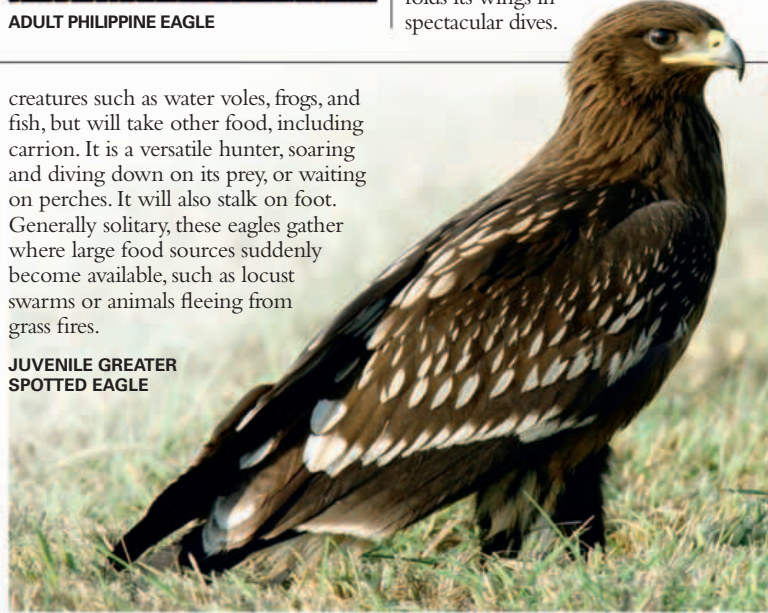 ADULT PHILIPPINE EAGLE
folds its wings in
spectacular dives.
creatures such as water voles, frogs, and
fish, but will take other food, including
carrion. It is a versatile hunter, soaring
and diving down on its prey, or waiting
on perches. It will also stalk on foot.
Generally solitary, these eagles gather
where large food sources suddenly
become available, such as locust
swarms or animals fleeing from
grass fires.
JUVENILE GREATER
SPOTTED EAGLE